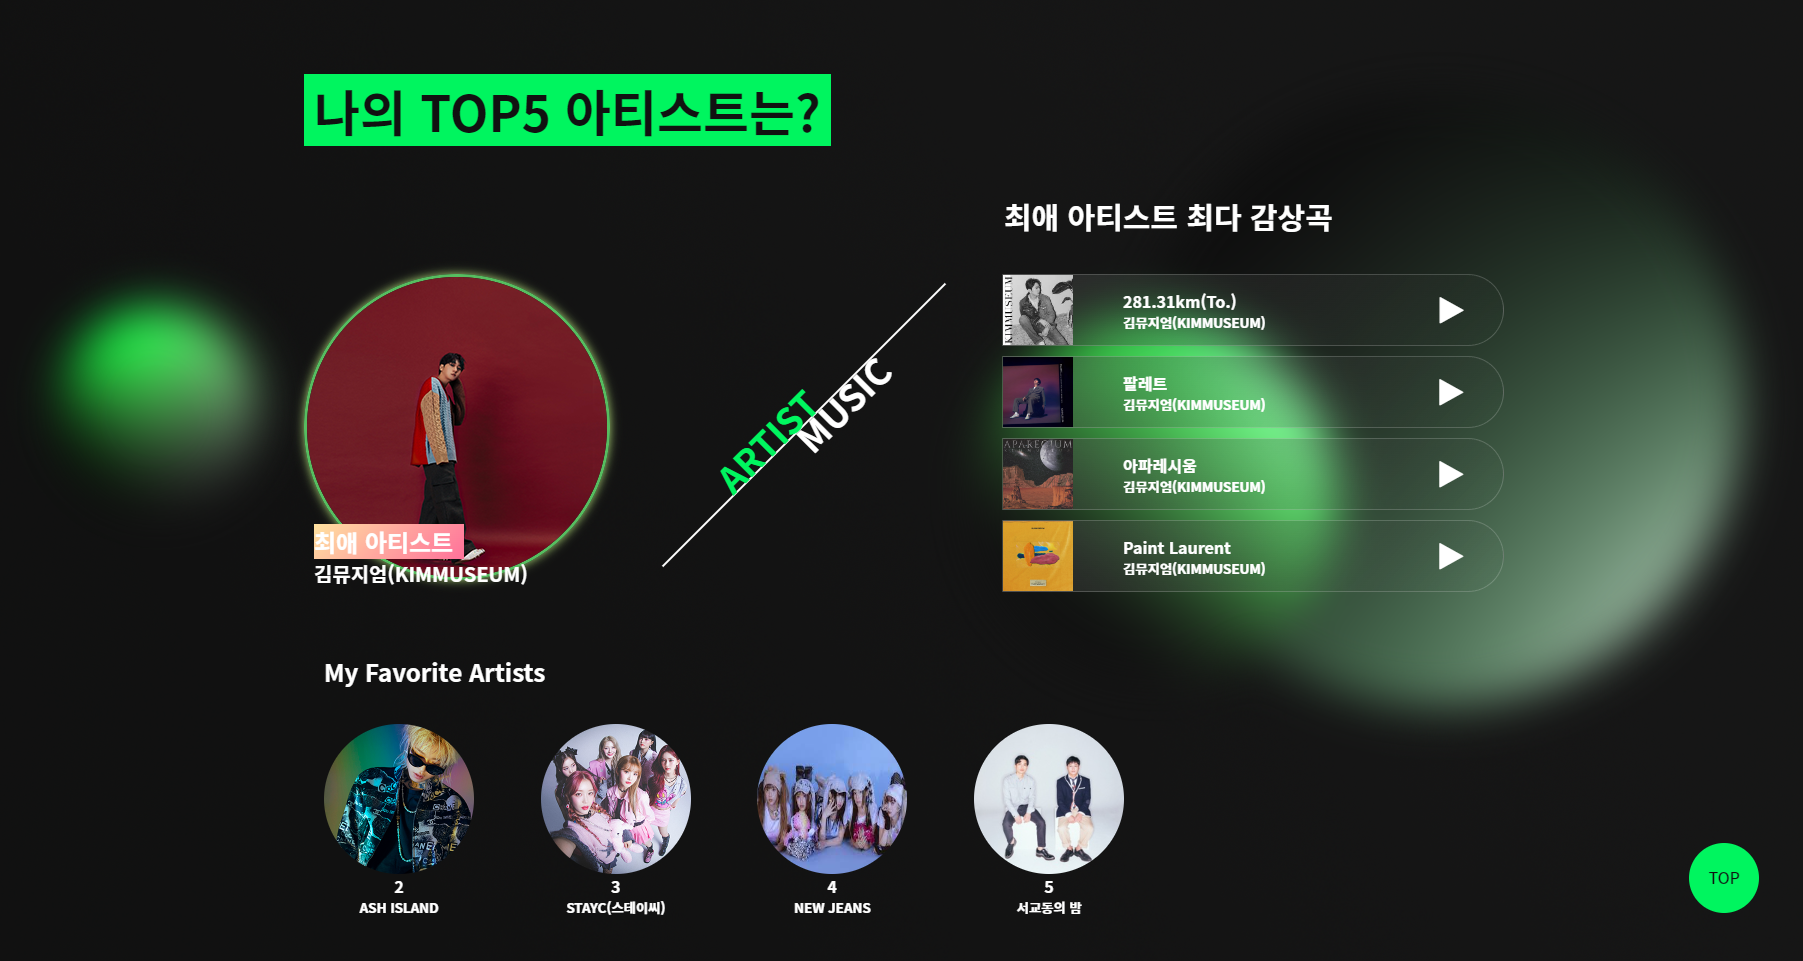 나의 TOP5 아티스트는?
최애 아티스트 최다 감상곡
최애 아티스트
김뮤지엄(KIMMUSEUM)
ARTIST
MUSIC
KIMMUSEUM
281.31km(To.)
김뮤지엄(KIMMUSEUM)
팔레트
김뮤지엄(KIMMUSEUM)
APARECIUM
아파레시움
김뮤지엄(KIMMUSEUM)
Paint Laurent
김뮤지엄(KIMMUSEUM)
My Favorite Artists
2
ASH ISLAND
3
STAYC(스테이씨)
4
NEW JEANS
5
서교동의 밤
TOP